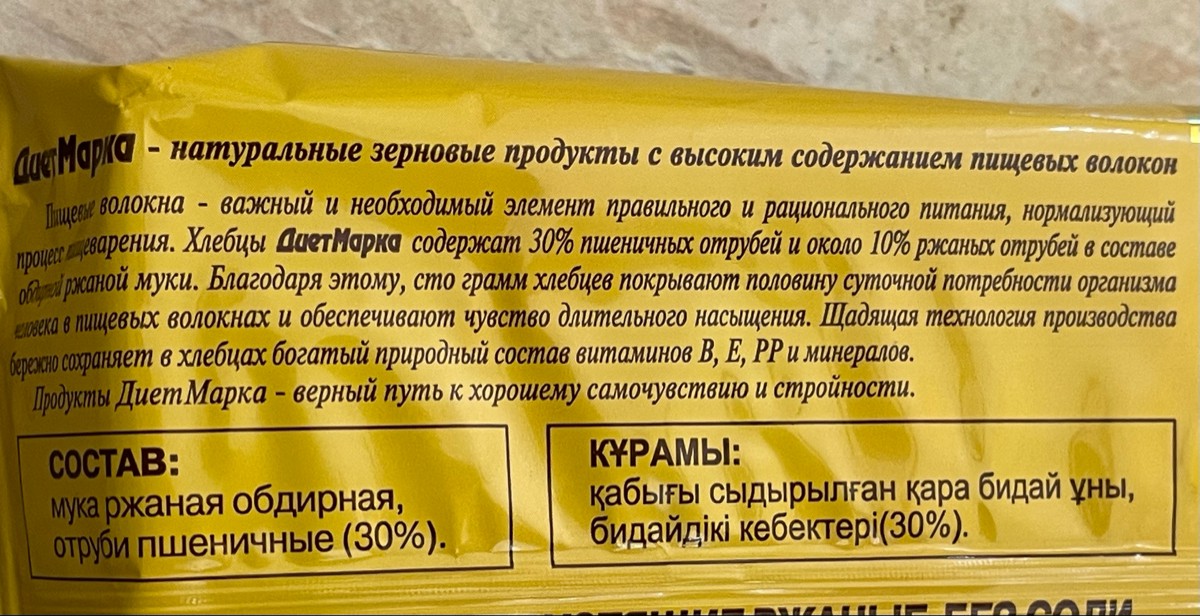 ДиетМарка - натуральные зерновые продукты с высоким содержанием пищевых волокон
Пищевые волокна - важный и необходимый элемент правильного и рационального питания, нормализующий
процесс пищеварения. Хлебцы ДиетМарка содержат 30% пшеничных отрубей и около 10% ржаных отрубей в составе
обдирной ржаной муки. Благодаря этому, сто грамм хлебцев покрывают половину суточной потребности организма
человека в пищевых волокнах и обеспечивают чувство длительного насыщения. Щадящая технология производства
бережно сохраняет в хлебцах богатый природный состав витаминов В, Е, РР и минералов.
Продукты ДиетМарка - верный путь к хорошему самочувствию и стройности.
СОСТАВ:
мука ржаная обдирная,
отруби пшеничные (30%).
ҚҰРАМЫ:
қабығы сыдырылған қара бидай ұны,
бидайдікі кебектері(30%).
РЖАНЫЕ БЕЗ СОЛИ